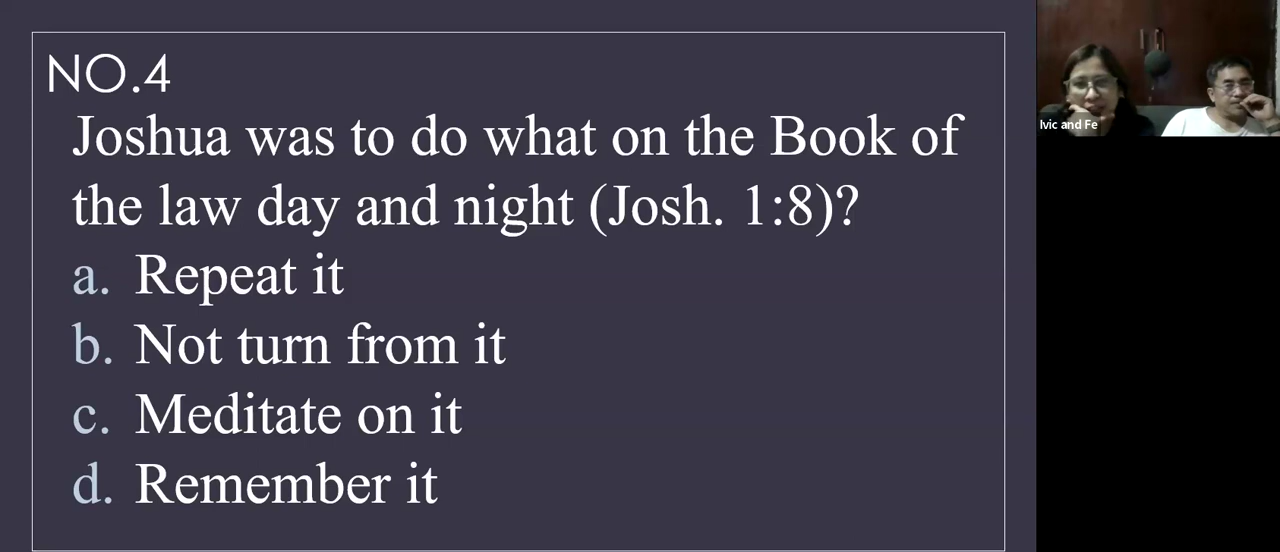 NO.4
Joshua was to do what on the Book of
the law day and night (Josh. 1:8)?
a. Repeat it
b. Not turn from it
c. Meditate on it
d. Remember it
Ivic and Fe